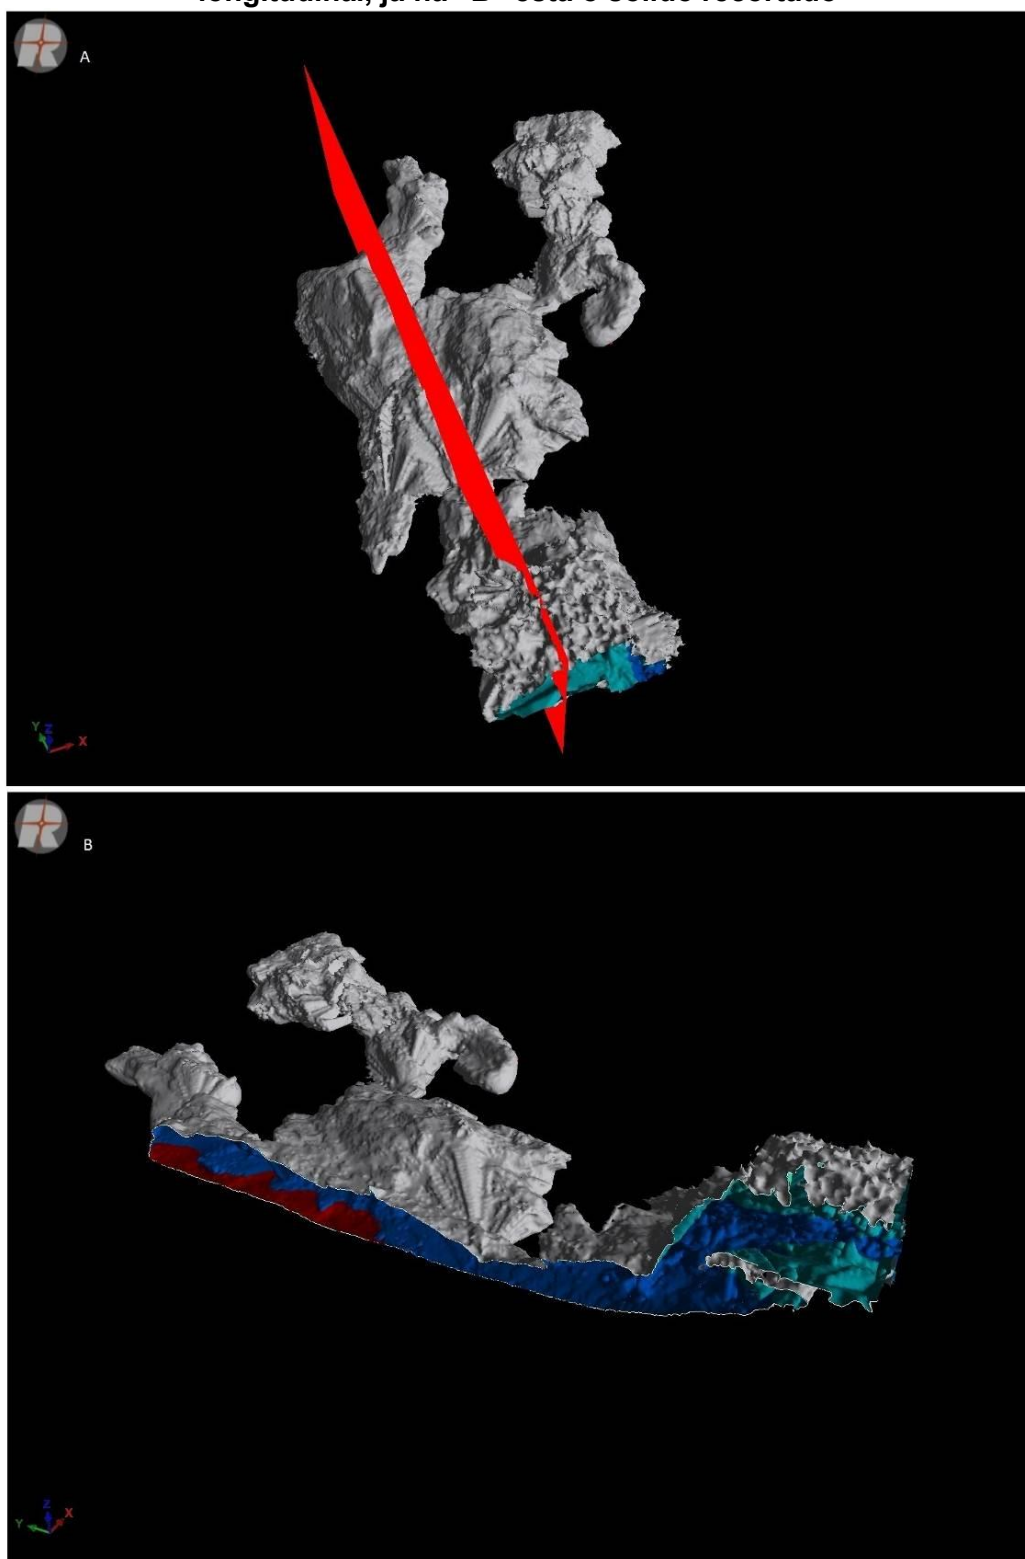 longitudinal, já na "B" está o sólido recortado
R
A
Y
Z
X
R
B
Z
X
Y